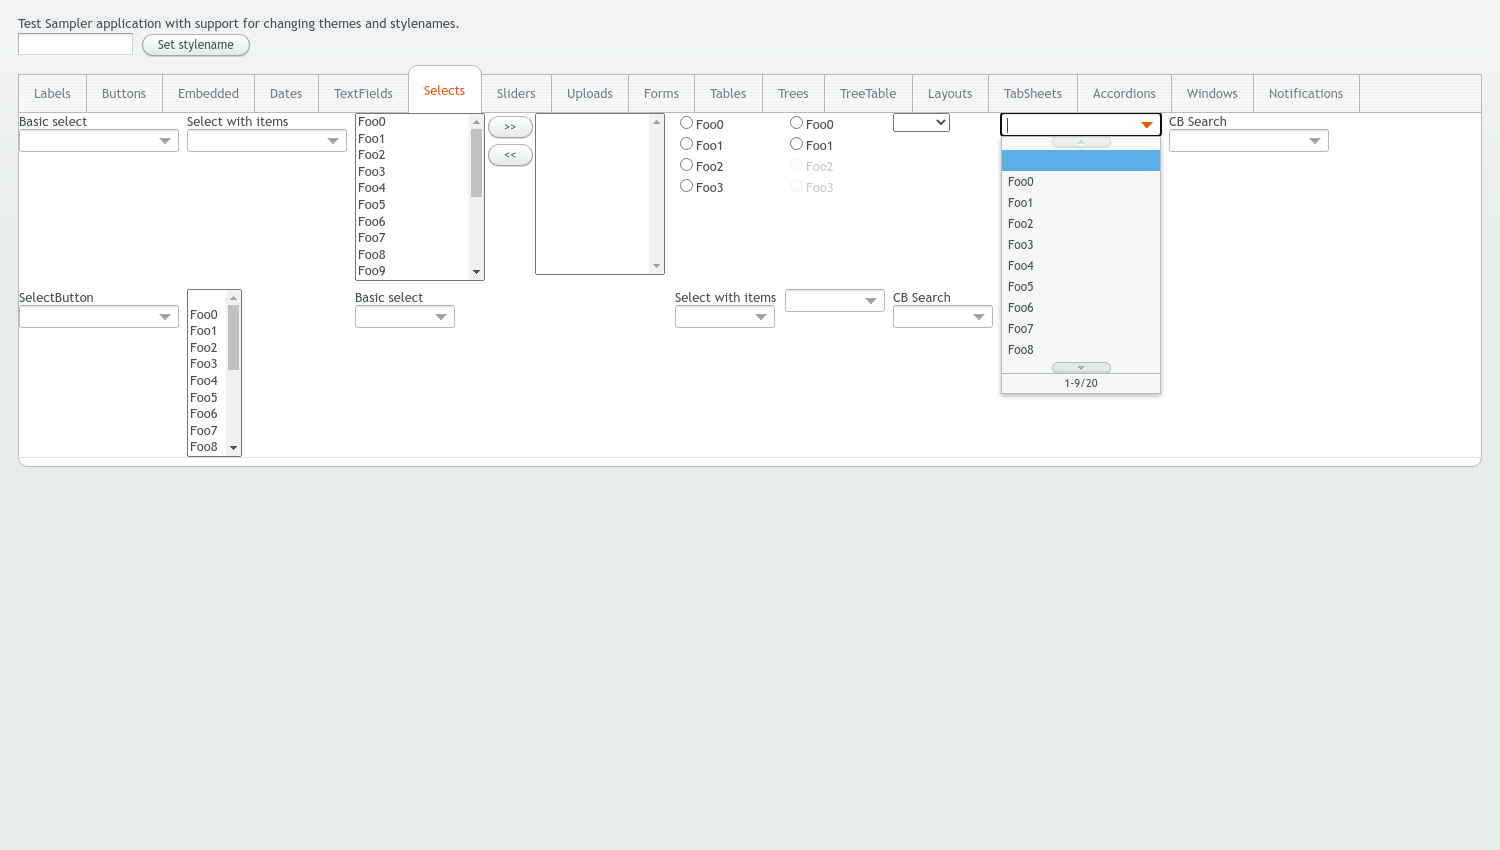 Test Sampler application with support for changing themes and stylenames.
Set stylename
Labels Buttons Embedded Dates TextFields Selects Sliders Uploads Forms Tables Trees TreeTable Layouts TabSheets Accordions Windows Notifications
Basic select
Select with items
Foo0
Foo1
Foo2
Foo3
Foo4
Foo5
Foo6
Foo7
Foo8
Foo9
>>
<<
Foo0
Foo1
Foo2
Foo3
Foo0
Foo1
Foo2
Foo3
Foo0
Foo1
Foo2
Foo3
Foo4
Foo5
Foo6
Foo7
Foo8
1-9/20
CB Search
SelectButton
Foo0
Foo1
Foo2
Foo3
Foo4
Foo5
Foo6
Foo7
Foo8
Basic select
Select with items
CB Search